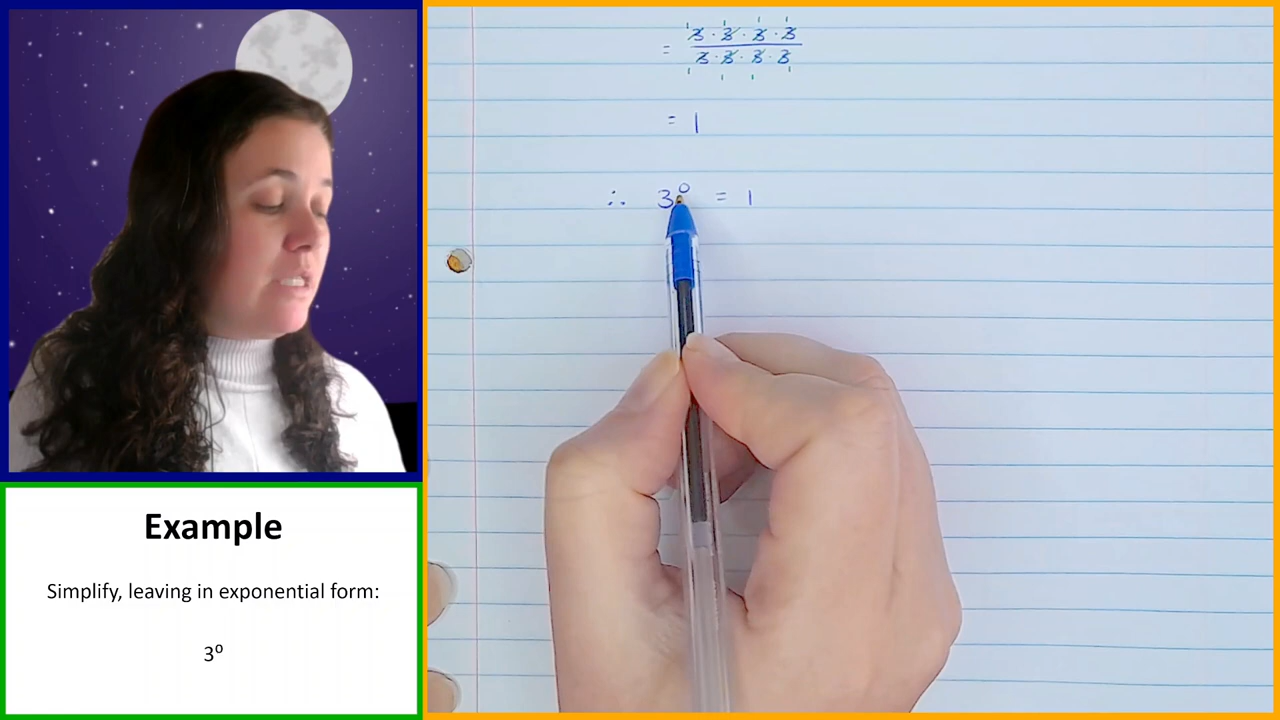 = 3 · 3 · 3 · 3 / 3 · 3 · 3 · 3
= 1
∴ 3⁰ = 1
Example
Simplify, leaving in exponential form:
3⁰